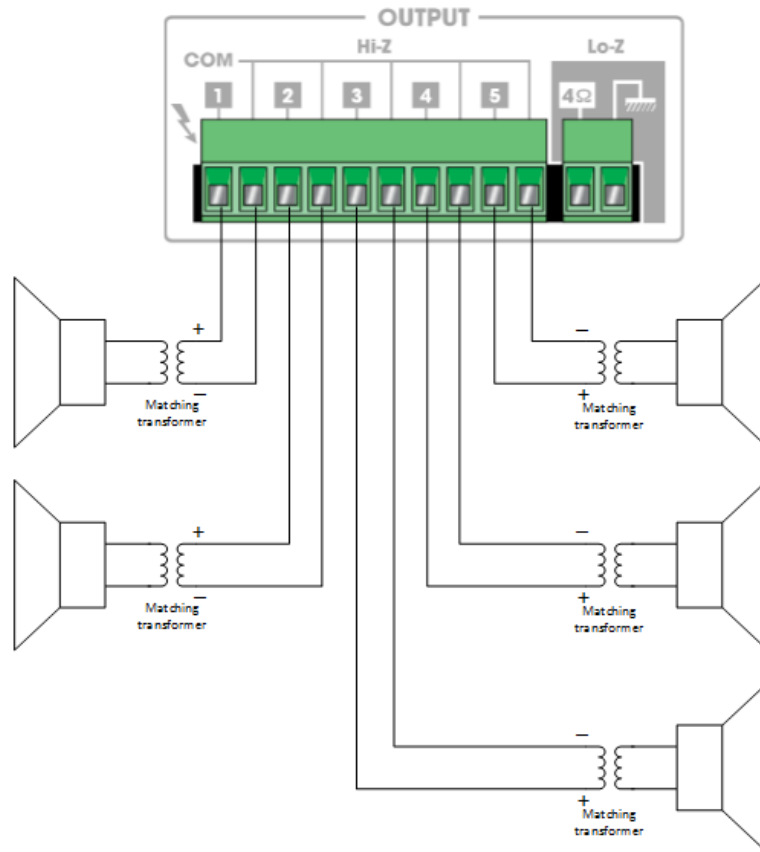 OUTPUT
Hi-Z
Lo-Z
COM
1
2
3
4
5
4Ω
+
−
Matching
transformer
−
+
Matching
transformer
+
−
Matching
transformer
−
+
Matching
transformer
−
+
Matching
transformer